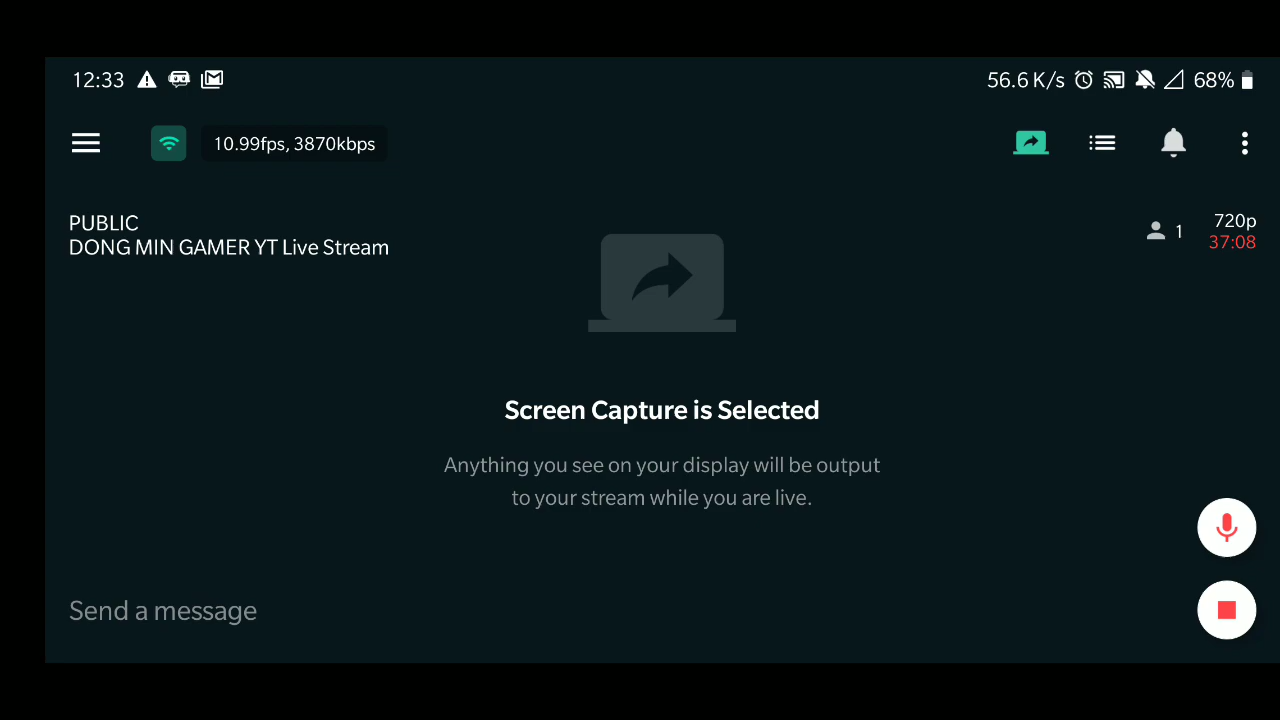 12:33
56.6 K/s 68%
10.99fps, 3870kbps
PUBLIC
DONG MIN GAMER YT Live Stream
1
720p
37:08
Screen Capture is Selected
Anything you see on your display will be output
to your stream while you are live.
Send a message